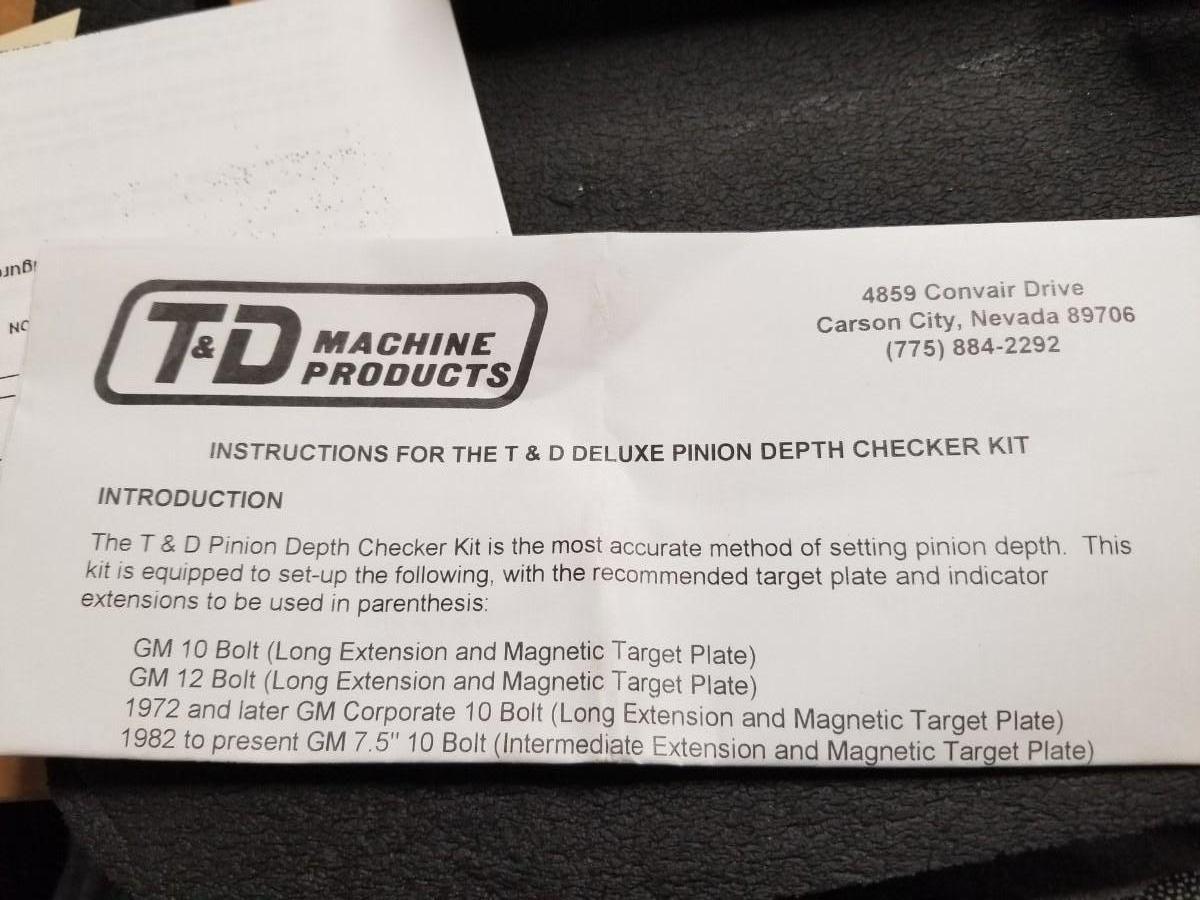 T&D MACHINE
PRODUCTS
4859 Convair Drive
Carson City, Nevada 89706
(775) 884-2292
INSTRUCTIONS FOR THE T & D DELUXE PINION DEPTH CHECKER KIT
INTRODUCTION
The T & D Pinion Depth Checker Kit is the most accurate method of setting pinion depth. This
kit is equipped to set-up the following, with the recommended target plate and indicator
extensions to be used in parenthesis:
GM 10 Bolt (Long Extension and Magnetic Target Plate)
GM 12 Bolt (Long Extension and Magnetic Target Plate)
1972 and later GM Corporate 10 Bolt (Long Extension and Magnetic Target Plate)
1982 to present GM 7.5" 10 Bolt (Intermediate Extension and Magnetic Target Plate)